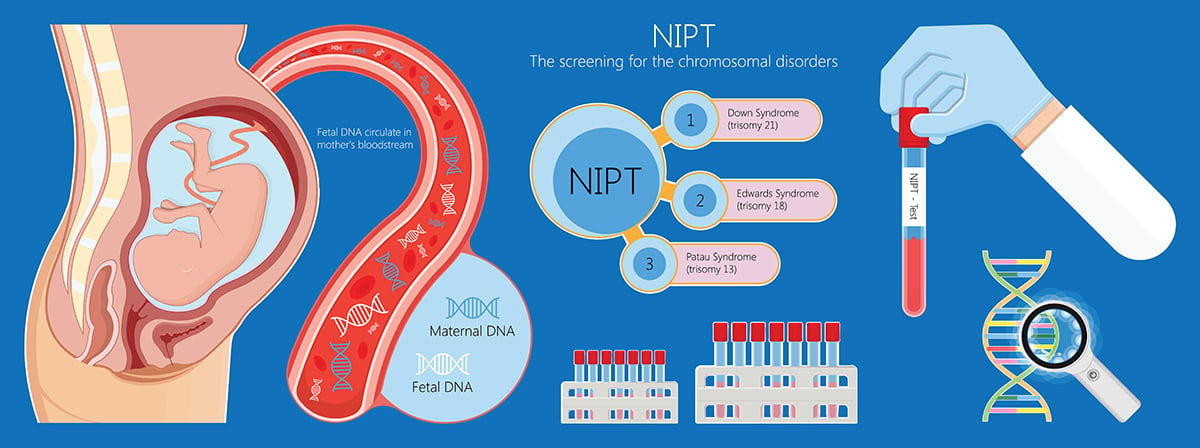 NIPT
The screening for the chromosomal disorders
Fetal DNA circulate in
mother's bloodstream
NIPT
1
Down Syndrome
(trisomy 21)
2
Edwards Syndrome
(trisomy 18)
3
Patau Syndrome
(trisomy 13)
Maternal DNA
Fetal DNA
NIPT - Test